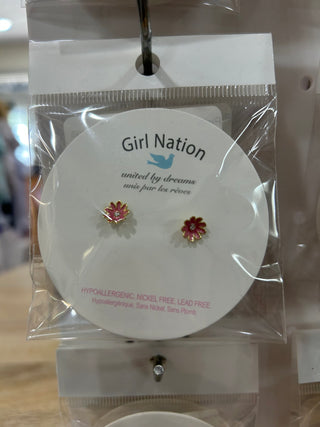 Girl Nation
united by dreams
unis par les rêves
HYPOALLERGENIC, NICKEL FREE, LEAD FREE
Hypoallergénique, Sans Nickel, Sans Plomb